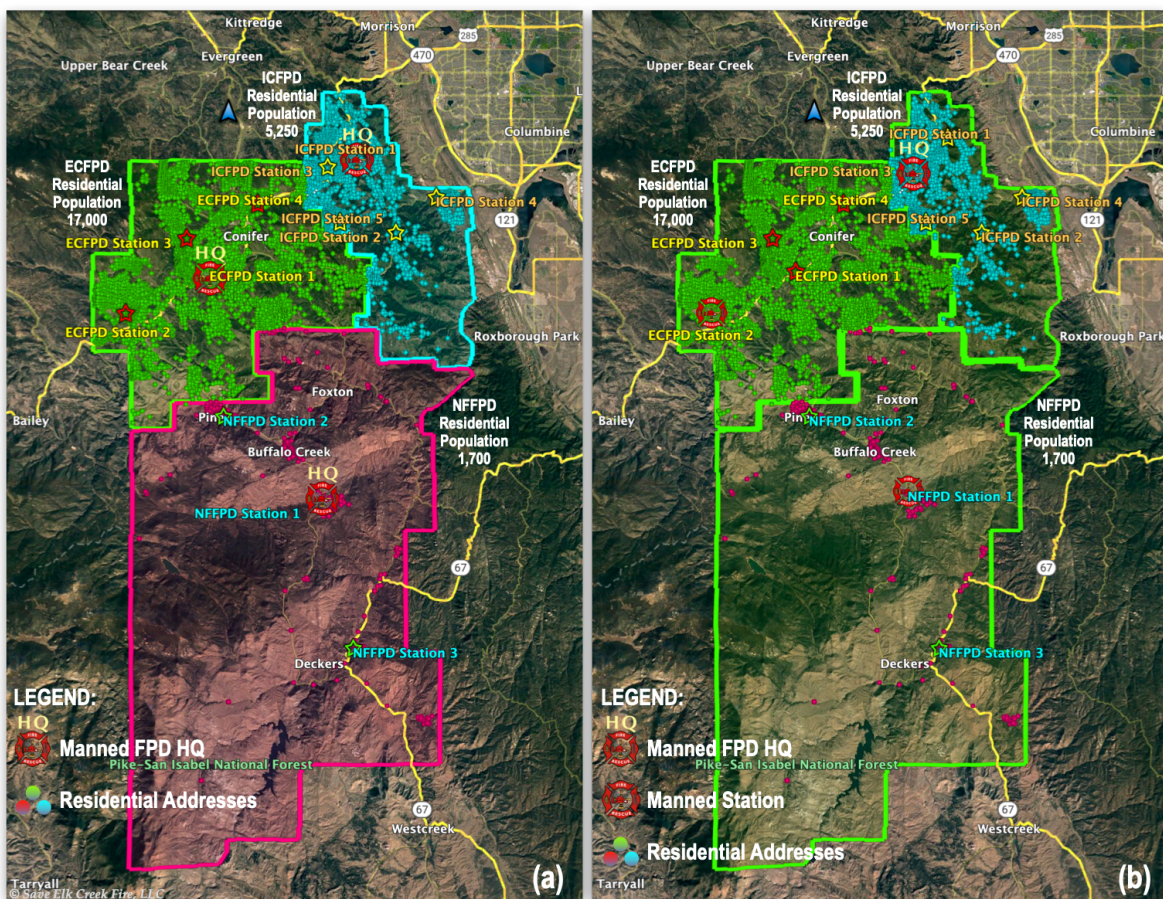 Kittredge
Morrison
285
Evergreen
470
Upper Bear Creek
ICFPD
Residential
Population
5,250
HQ
Columbine
ICFPD Station 1
ECFPD
Residential
Population
17,000
ICFPD Station 3
ECFPD Station 4
ICFPD Station 4
ICFPD Station 5
121
ECFPD Station 3
Conifer
ICFPD Station 2
HQ
ECFPD Station 1
ECFPD Station 2
Roxborough Park
Foxton
NFFPD
Residential
Population
1,700
Bailey
Pine
NFFPD Station 2
Buffalo Creek
HQ
NFFPD Station 1
67
NFFPD Station 3
Deckers
LEGEND:
HQ
Manned FPD HQ
Pike-San Isabel National Forest
Residential Addresses
67
Westcreek
Tarryall
© Save Elk Creek Fire, LLC
(a)
Kittredge
Morrison
285
Evergreen
470
Upper Bear Creek
ICFPD
Residential
Population
5,250
ICFPD Station 1
Columbine
HQ
ECFPD
Residential
Population
17,000
ICFPD Station 3
ECFPD Station 4
ICFPD Station 4
ICFPD Station 5
121
ECFPD Station 3
Conifer
ICFPD Station 2
ECFPD Station 1
ECFPD Station 2
Roxborough Park
Foxton
NFFPD
Residential
Population
1,700
Bailey
Pine
NFFPD Station 2
Buffalo Creek
NFFPD Station 1
67
NFFPD Station 3
Deckers
LEGEND:
HQ
Manned FPD HQ
Pike-San Isabel National Forest
Manned Station
67
Westcreek
Residential Addresses
Tarryall
(b)